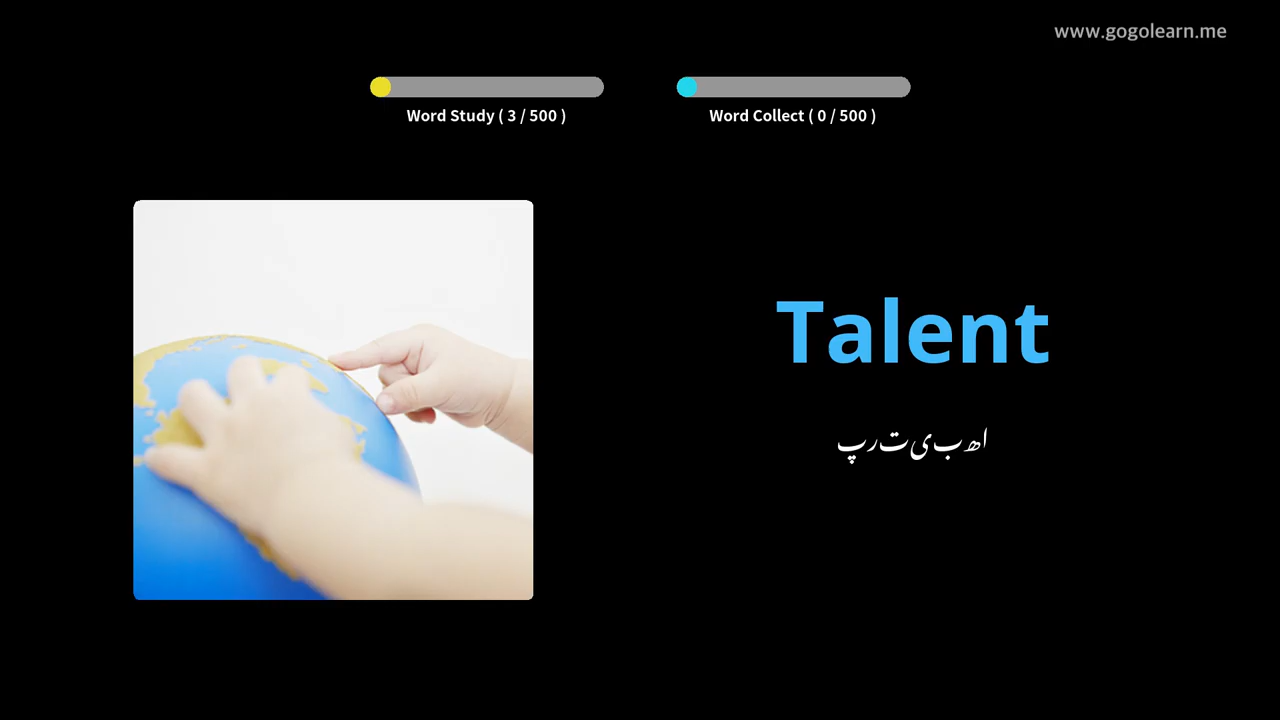 www.gogolearn.me
Word Study ( 3 / 500 )
Word Collect ( 0 / 500 )
Talent
پرتیبھا